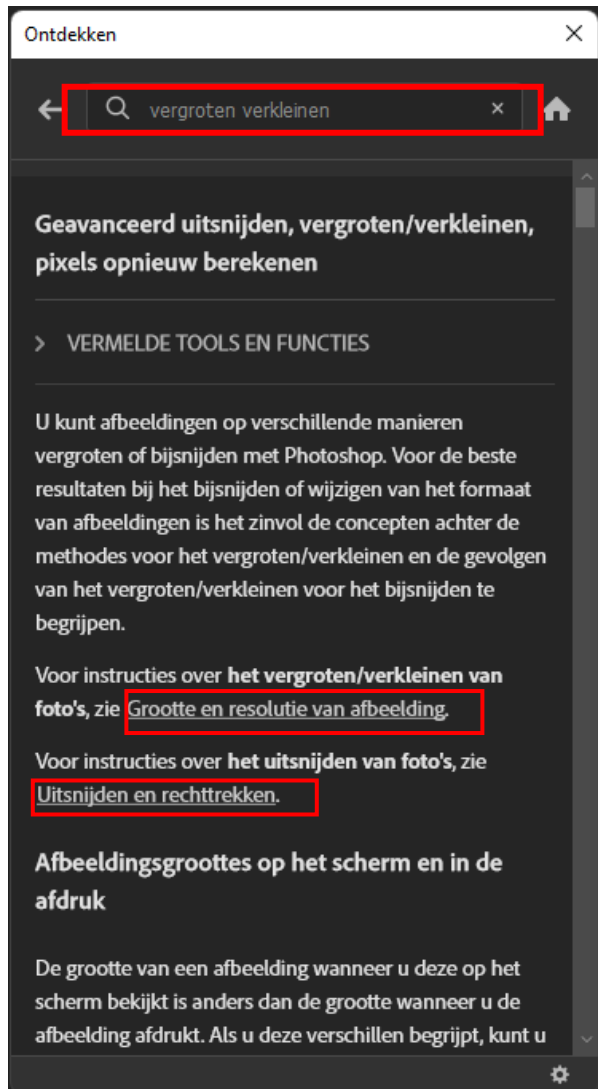 Ontdekken
vergroten verkleinen
Geavanceerd uitsnijden, vergroten/verkleinen,
pixels opnieuw berekenen
VERMELDE TOOLS EN FUNCTIES
U kunt afbeeldingen op verschillende manieren
vergroten of bijsnijden met Photoshop. Voor de beste
resultaten bij het bijsnijden of wijzigen van het formaat
van afbeeldingen is het zinvol de concepten achter de
methodes voor het vergroten/verkleinen en de gevolgen
van het vergroten/verkleinen voor het bijsnijden te
begrijpen.
Voor instructies over het vergroten/verkleinen van
foto's, zie Grootte en resolutie van afbeelding.
Voor instructies over het uitsnijden van foto's, zie
Uitsnijden en rechttrekken.
Afbeeldingsgroottes op het scherm en in de
afdruk
De grootte van een afbeelding wanneer u deze op het
scherm bekijkt is anders dan de grootte wanneer u de
afbeelding afdrukt. Als u deze verschillen begrijpt, kunt u